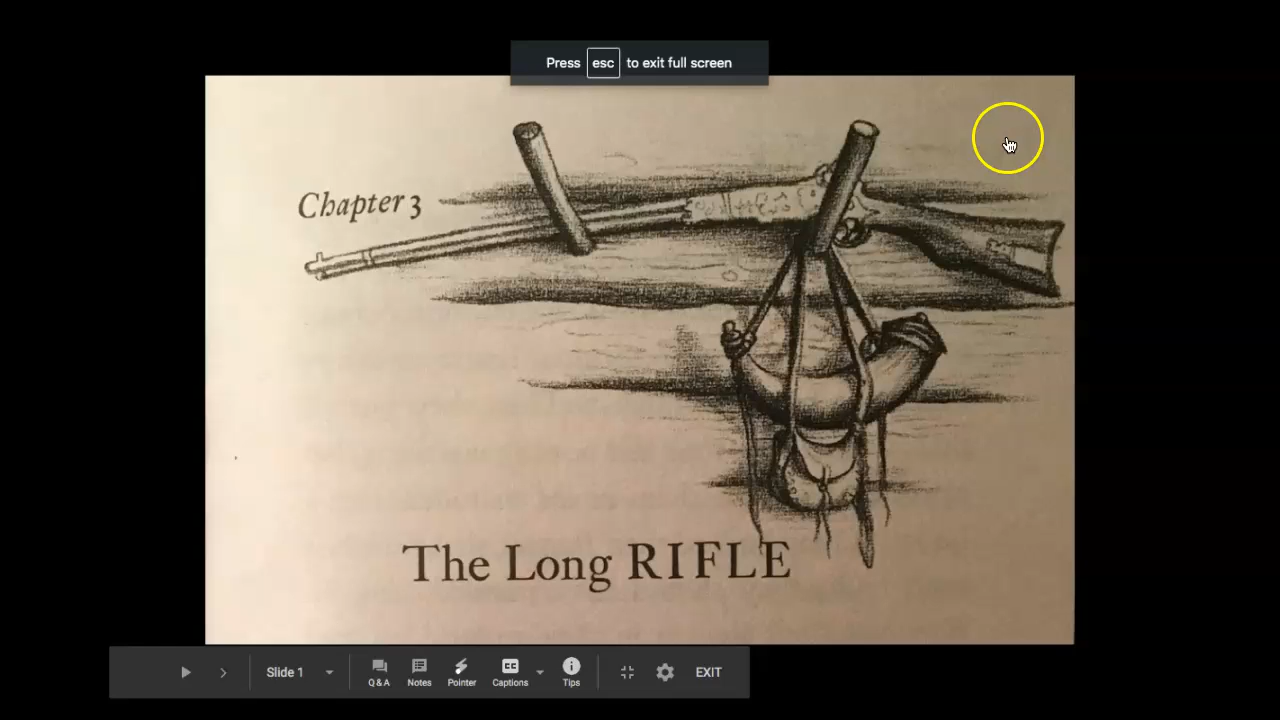 Press esc to exit full screen
Chapter 3
The Long RIFLE
Slide 1
Q & A
Notes
Pointer
Captions
Tips
EXIT